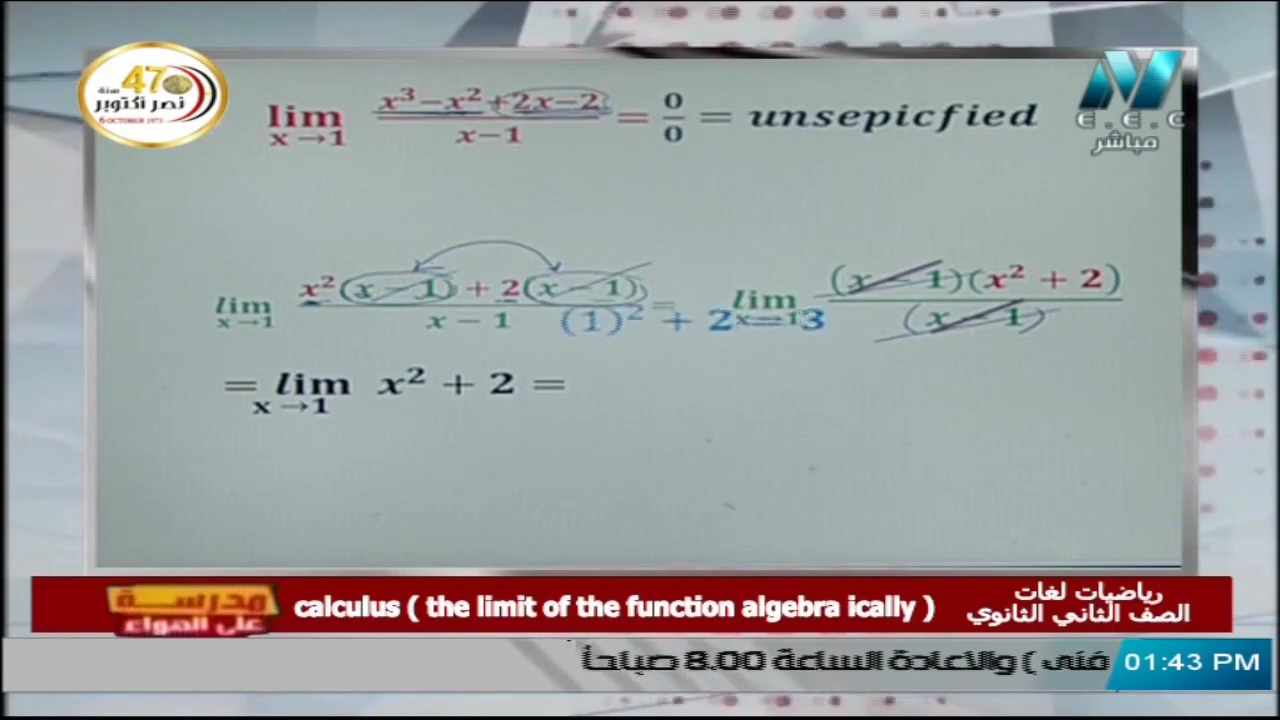 47 سنة
نصر أكتوبر
6 OCTOBER 1973
E.E.C
مباشر
lim x→1 x³−x²+2x−2 / x−1 = 0/0 = unsepicfied
lim x→1 x²(x−1)+2(x−1) / x−1 = lim x→1 (x−1)(x²+2) / (x−1)
(1)² + 2 = 3
= lim x→1 x² + 2 =
مدرسة
على الهواء
calculus ( the limit of the function algebra ically )
رياضيات لغات
الصف الثاني الثانوي
فنى ) والاعادة الساعة 8.00 صباحاً
01:43 PM